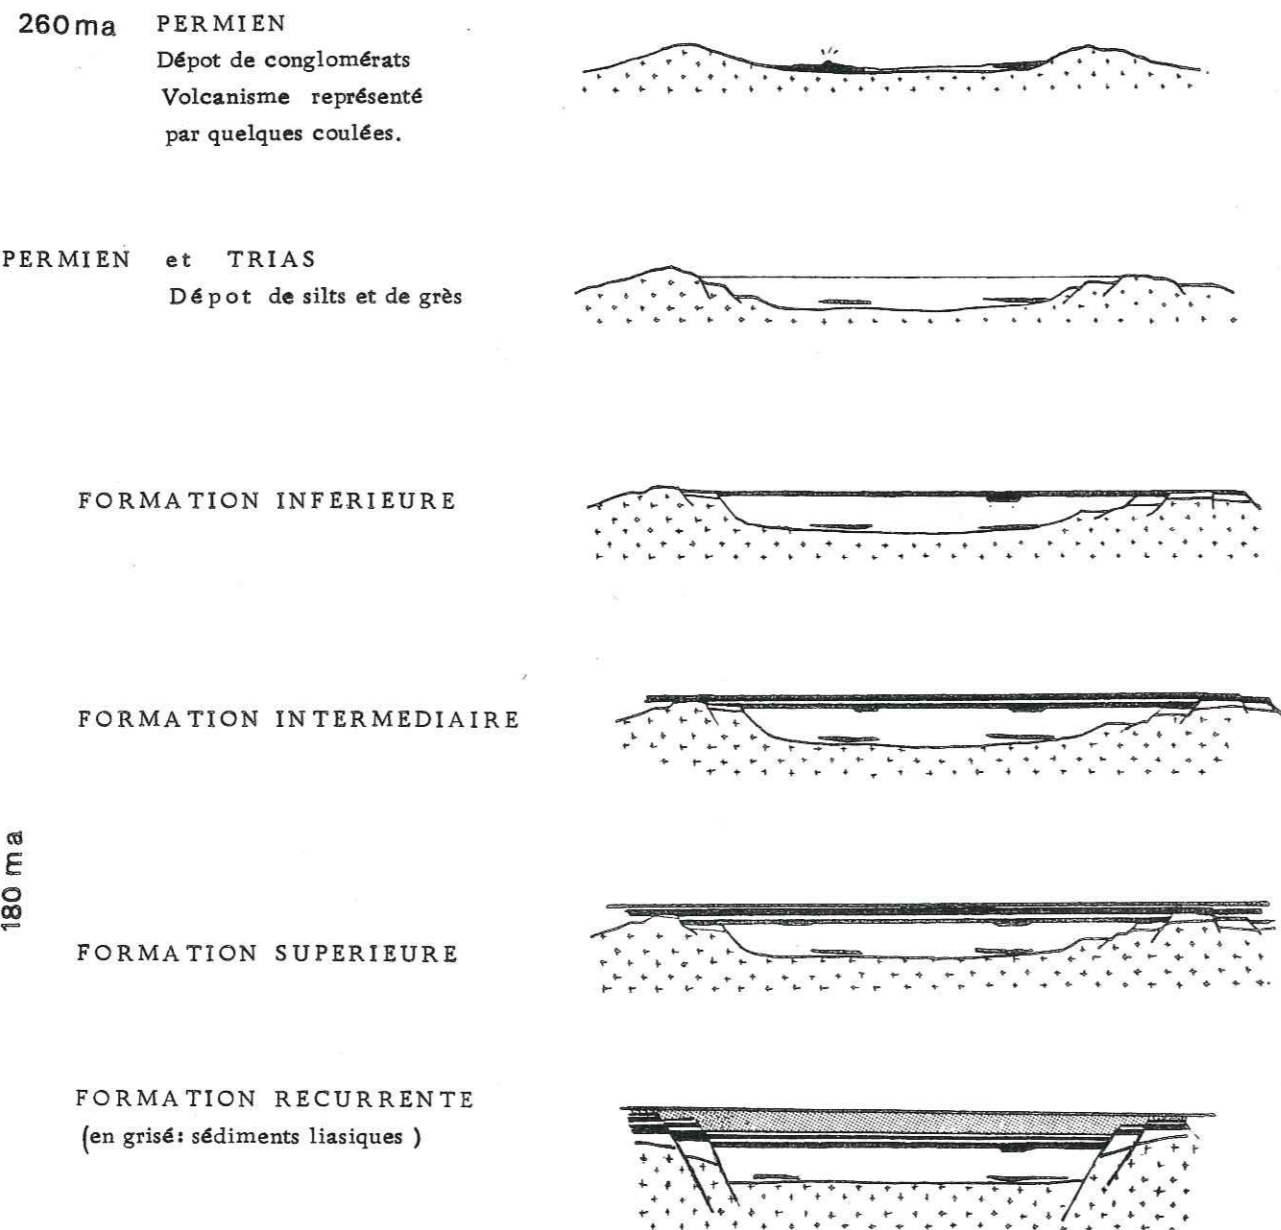 260 ma PERMIEN
Dépot de conglomérats
Volcanisme représenté
par quelques coulées.
PERMIEN et TRIAS
Dépot de silts et de grès
FORMATION INFERIEURE
FORMATION INTERMEDIAIRE
180 ma
FORMATION SUPERIEURE
FORMATION RECURRENTE
(en grisé: sédiments liasiques )